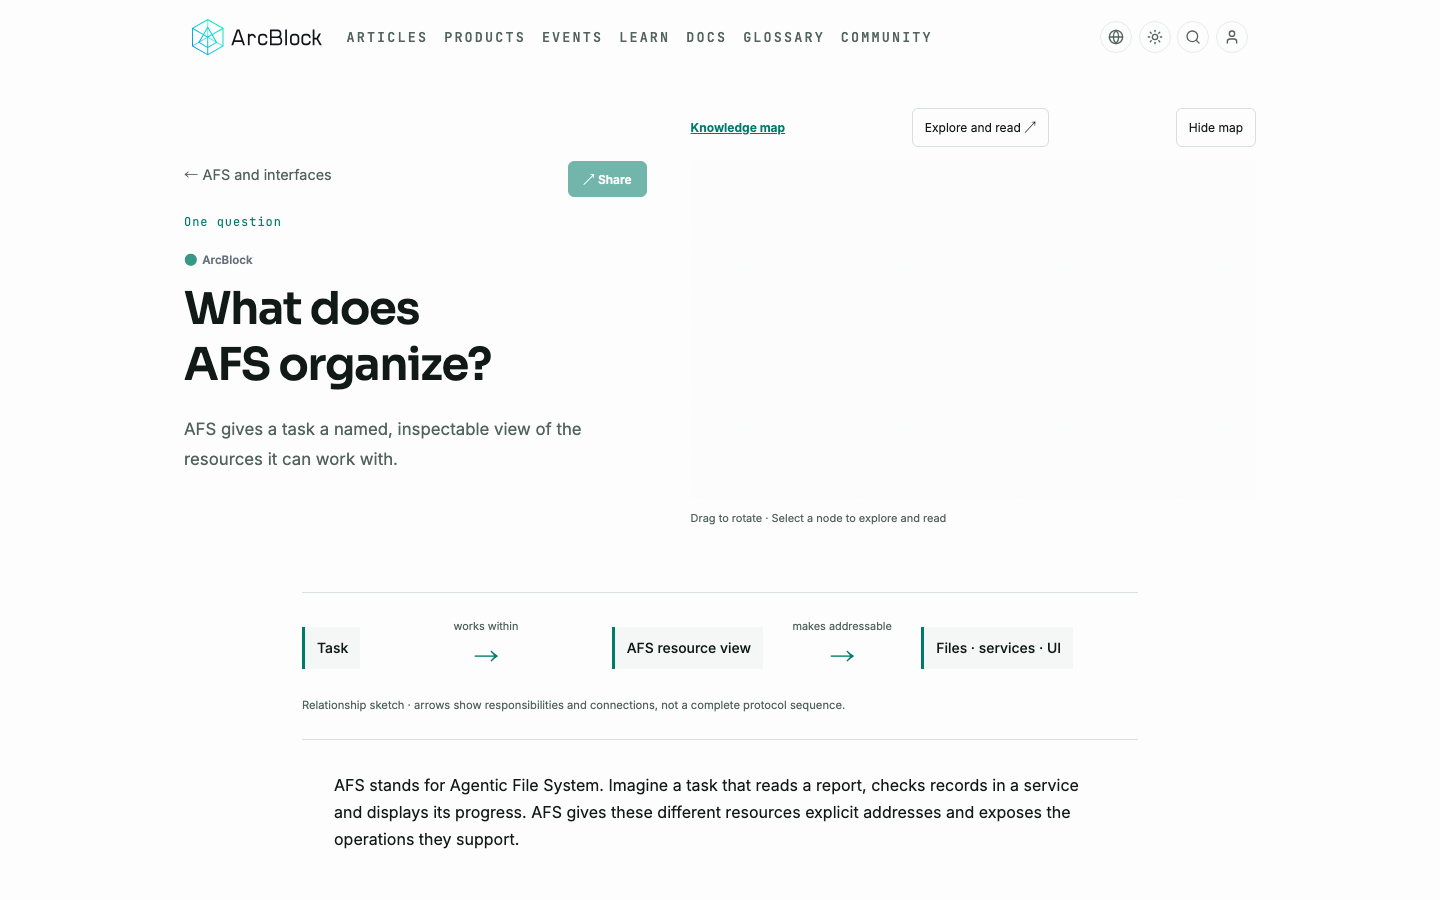 ArcBlock
ARTICLES PRODUCTS EVENTS LEARN DOCS GLOSSARY COMMUNITY
Knowledge map
Explore and read ↗
Hide map
← AFS and interfaces
↗ Share
One question
ArcBlock
What does
AFS organize?
AFS gives a task a named, inspectable view of the
resources it can work with.
Drag to rotate · Select a node to explore and read
Task
works within
→
AFS resource view
makes addressable
→
Files · services · UI
Relationship sketch · arrows show responsibilities and connections, not a complete protocol sequence.
AFS stands for Agentic File System. Imagine a task that reads a report, checks records in a service
and displays its progress. AFS gives these different resources explicit addresses and exposes the
operations they support.